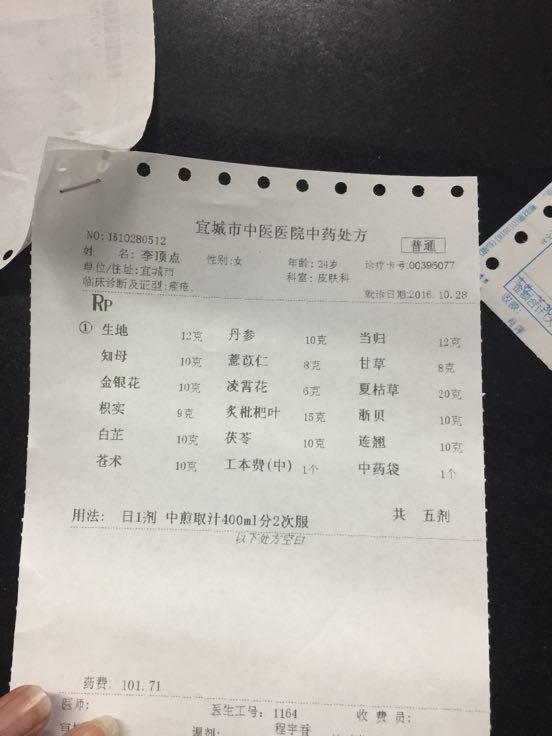 宜城市中医医院中药处方
NO:1610280512
普通
姓 名: 李顶点 性别:女 年龄: 24岁 诊疗卡号:00395077
单位/住址:宜城市 科室: 皮肤科
临床诊断及证型:痤疮、 就诊日期:2016.10.28
Rp
① 生地 12克 丹参 10克 当归 12克
知母 10克 薏苡仁 8克 甘草 8克
金银花 10克 凌霄花 6克 夏枯草 20克
枳实 9克 炙枇杷叶 15克 浙贝 10克
白芷 10克 茯苓 10克 连翘 10克
苍术 10克 工本费(中) 1个 中药袋 1个
用法: 日1剂 中煎取汁400ml分2次服 共 五剂
以下处方空白
药费: 101.71
医师: 医生工号: 1164 收 费 员:
程宇春